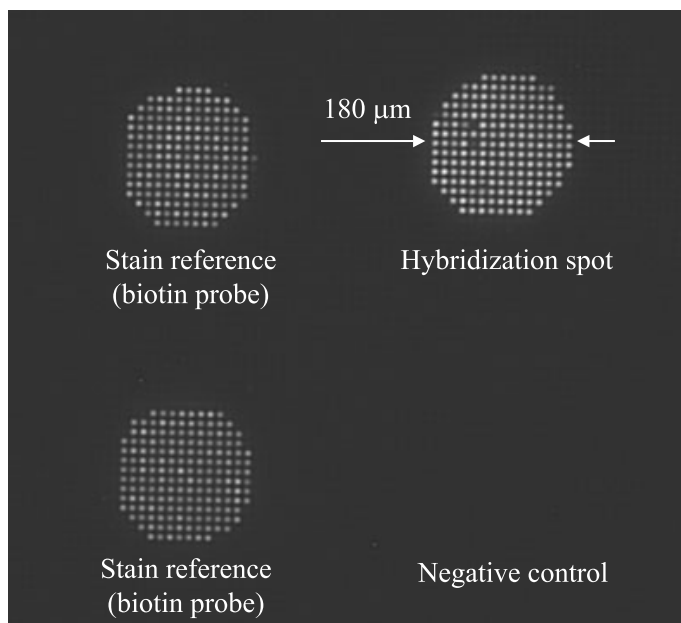 180 μm
Stain reference
(biotin probe)
Hybridization spot
Stain reference
(biotin probe)
Negative control